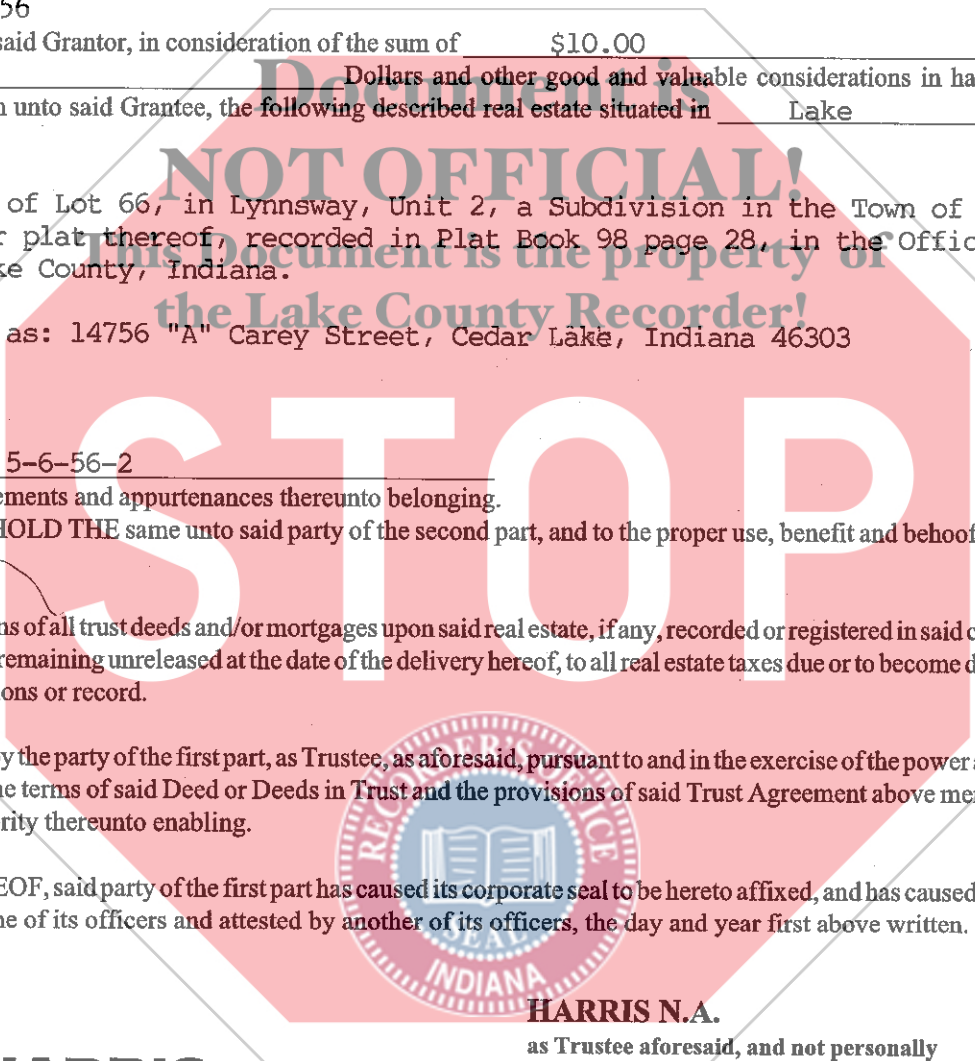 56
said Grantor, in consideration of the sum of $10.00
Document is
Dollars and other good and valuable considerations in ha
n unto said Grantee, the following described real estate situated in Lake
NOT OFFICIAL!
of Lot 66, in Lynnsway, Unit 2, a Subdivision in the Town of
r plat thereof, recorded in Plat Book 98 page 28, in the Offic
This Document is the property of
ke County, Indiana.
the Lake County Recorder!
as: 14756 "A" Carey Street, Cedar Lake, Indiana 46303
STOP
5-6-56-2
ements and appurtenances thereunto belonging.
HOLD THE same unto said party of the second part, and to the proper use, benefit and behoof
ns of all trust deeds and/or mortgages upon said real estate, if any, recorded or registered in said c
remaining unreleased at the date of the delivery hereof, to all real estate taxes due or to become d
ons or record.
y the party of the first part, as Trustee, as aforesaid, pursuant to and in the exercise of the power
ne terms of said Deed or Deeds in Trust and the provisions of said Trust Agreement above me
rity thereunto enabling.
RECORDER'S OFFICE
EOF, said party of the first part has caused its corporate seal to be hereto affixed, and has caused
ne of its officers and attested by another of its officers, the day and year first above written.
SEAL
INDIANA
HARRIS N.A.
as Trustee aforesaid, and not personally